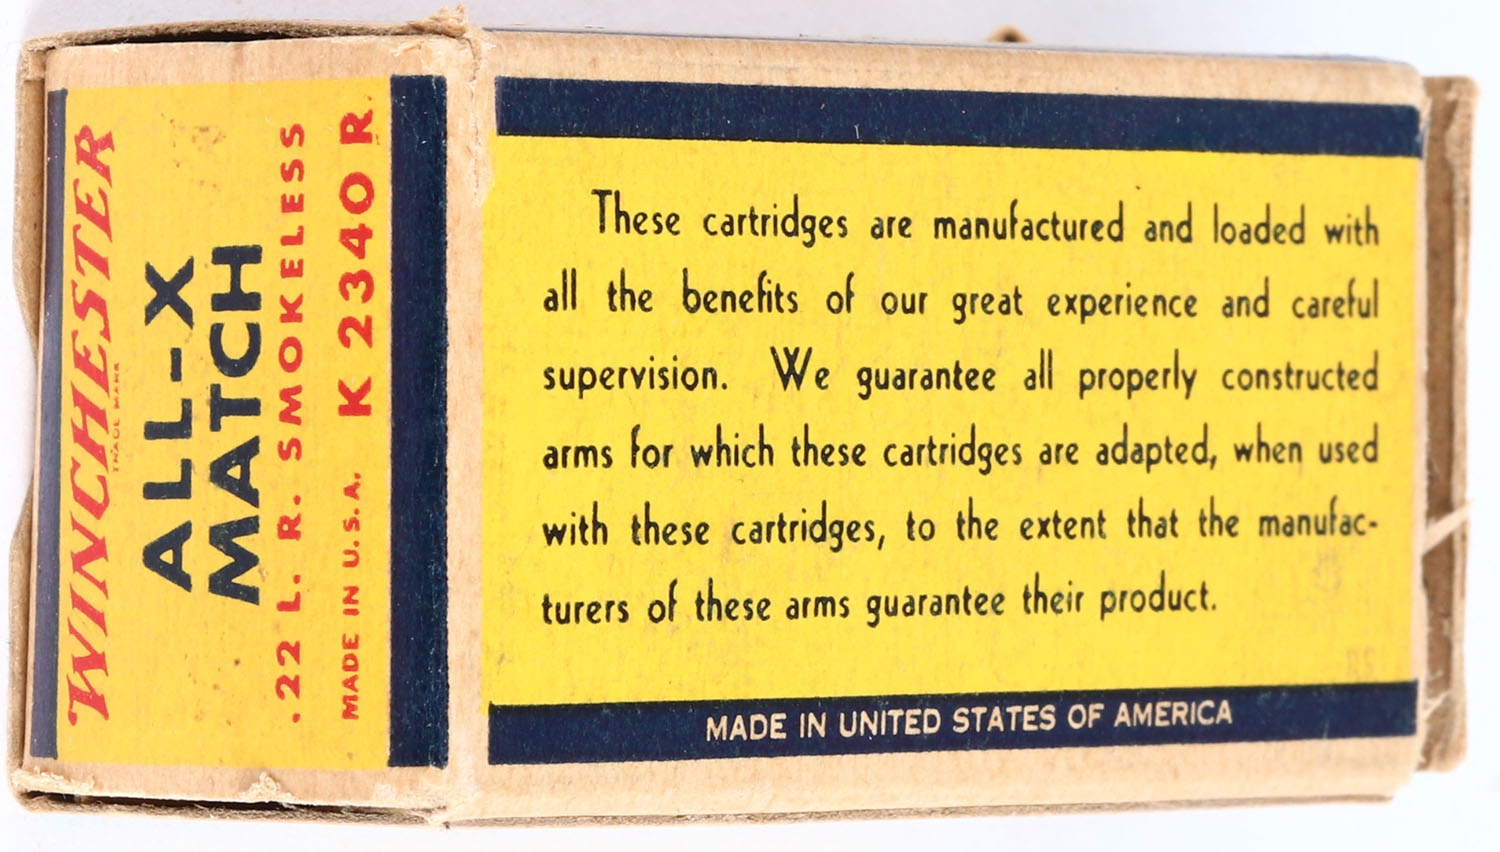 WINCHESTER
TRADE MARK
ALL-X
MATCH
.22 L. R. SMOKELESS
MADE IN U.S.A. K 2340 R.
These cartridges are manufactured and loaded with
all the benefits of our great experience and careful
supervision. We guarantee all properly constructed
arms for which these cartridges are adapted, when used
with these cartridges, to the extent that the manufac-
turers of these arms guarantee their product.
MADE IN UNITED STATES OF AMERICA